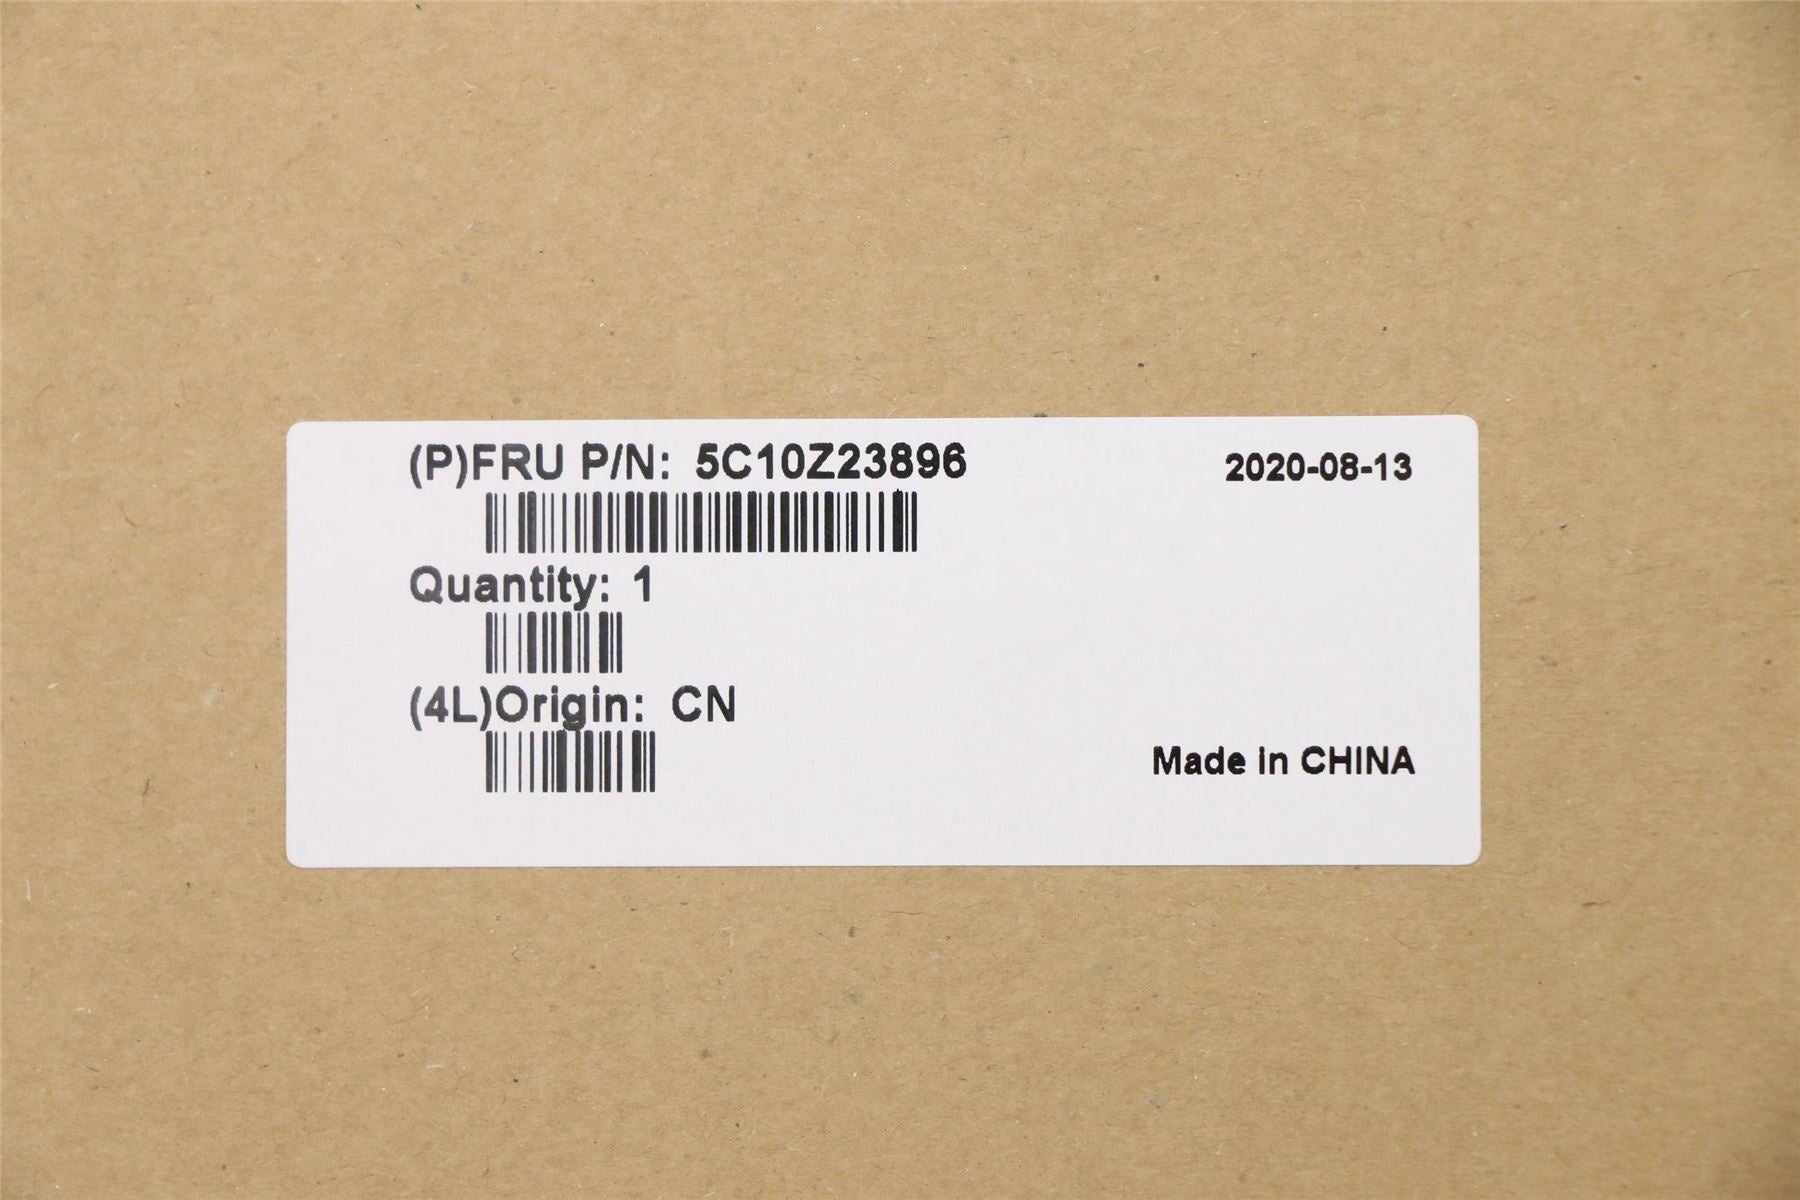 (P)FRU P/N: 5C10Z23896
2020-08-13
Quantity: 1
(4L)Origin: CN
Made in CHINA